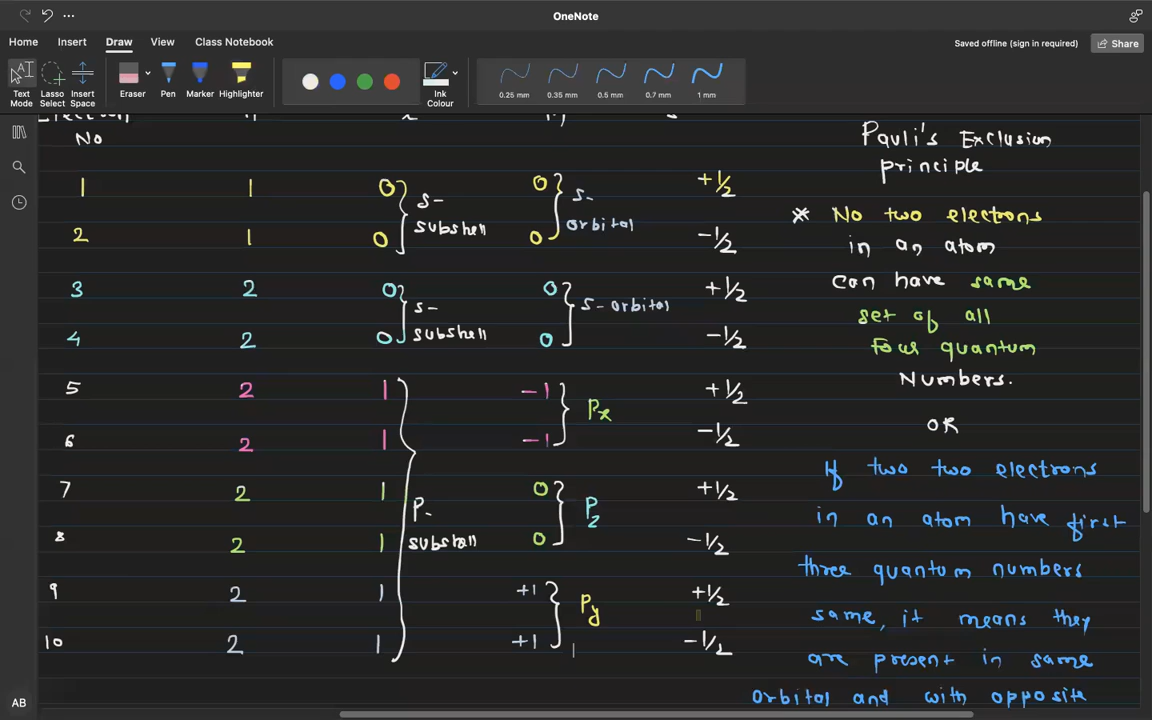 OneNote
Home Insert Draw View Class Notebook
Saved offline (sign in required) Share
Text Mode Lasso Select Insert Space Eraser Pen Marker Highlighter Ink Colour 0.25 mm 0.35 mm 0.5 mm 0.7 mm 1 mm
No
1 1 0 s- subshell 0 s- orbital +1/2
2 1 0 0 -1/2
3 2 0 s- subshell 0 s-orbital +1/2
4 2 0 0 -1/2
5 2 1 -1 Px +1/2
6 2 1 -1 -1/2
7 2 1 P- substall 0 Pz +1/2
8 2 1 0 -1/2
9 2 1 +1 Py +1/2
10 2 1 +1 -1/2
Pauli's Exclusion
principle
* No two electrons
in an atom
can have same
set of all
four quantum
Numbers.
OR
If two two electrons
in an atom have first
three quantum numbers
same, it means they
are present in same
orbital and with opposite
AB